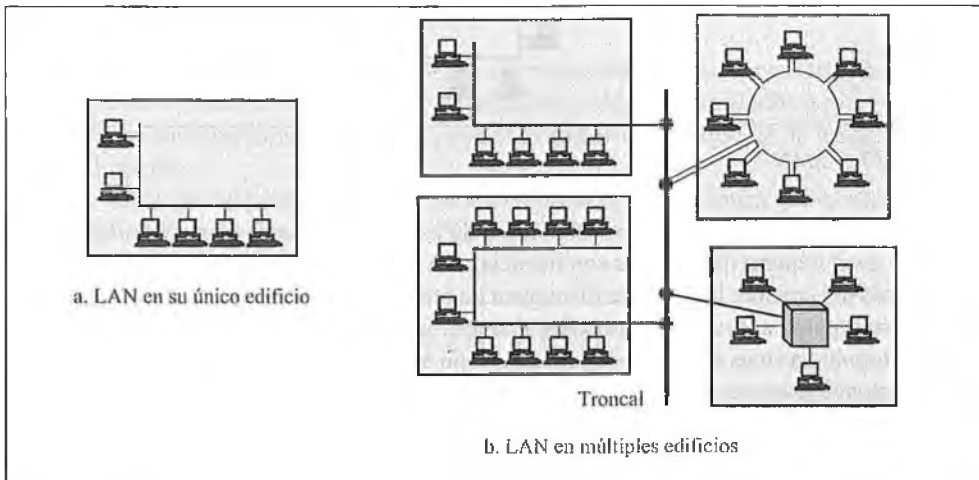 a. LAN en su único edificio
Troncal
b. LAN en múltiples edificios